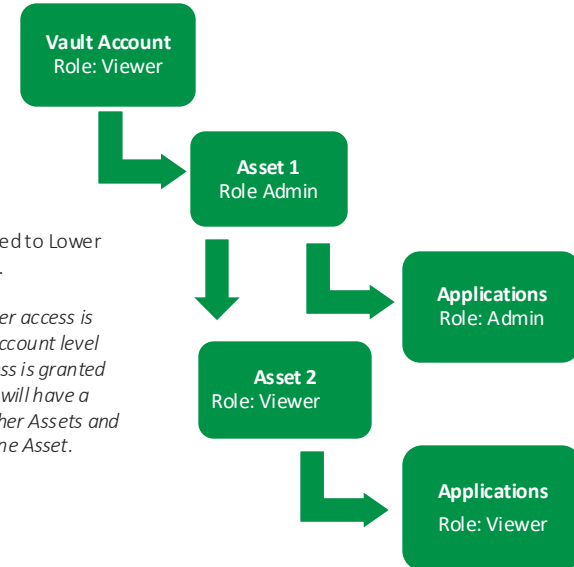 Vault Account
Role: Viewer
Asset 1
Role Admin
ed to Lower
.
Applications
Role: Admin
er access is
ccount level
ss is granted
will have a
her Assets and
ne Asset.
Asset 2
Role: Viewer
Applications
Role: Viewer